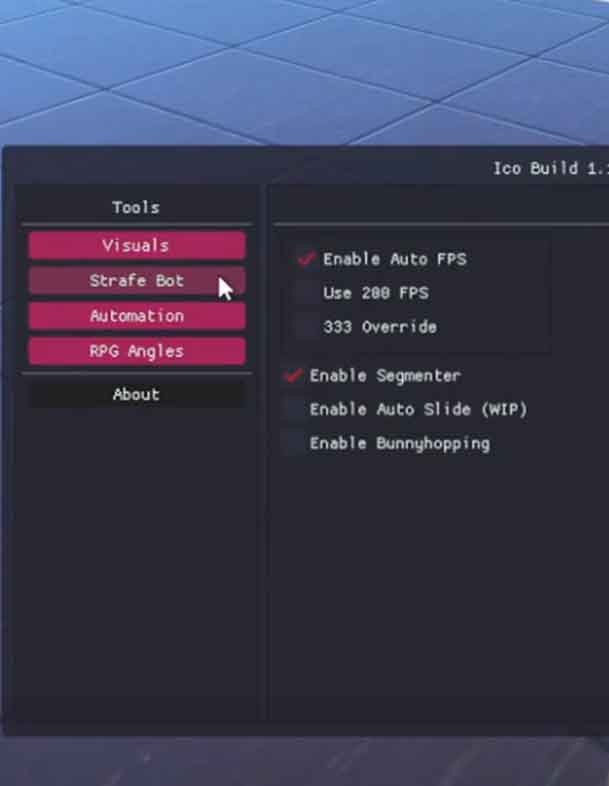 Ico Build 1.
Tools
Visuals
Strafe Bot
Automation
RPG Angles
About
Enable Auto FPS
Use 200 FPS
333 Override
Enable Segmenter
Enable Auto Slide (WIP)
Enable Bunnyhopping